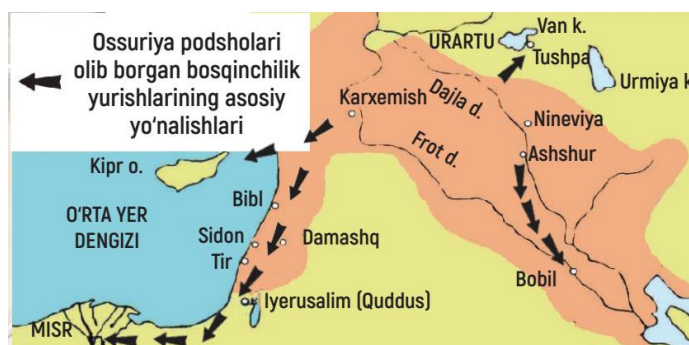 Ossuriya podsholari
olib borgan bosqinchilik
yurishlarining asosiy
yo‘nalishlari
URARTU
Van k.
Tushpa
Urmiya k
Karxemish
Dajla d.
Nineviya
Frot d.
Ashshur
Kipr o.
Bibl
O‘RTA YER
DENGIZI
Sidon
Damashq
Tir
Bobil
Iyerusalim (Quddus)
MISR